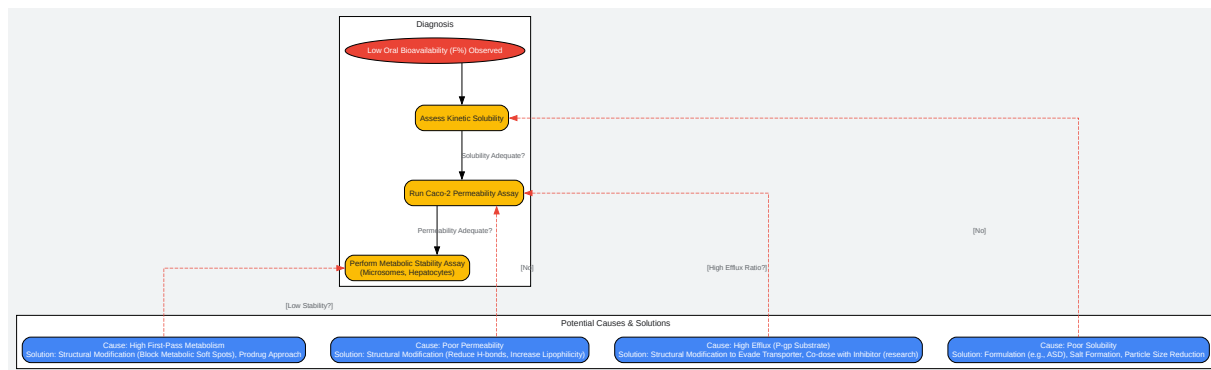 Diagnosis
Low Oral Bioavailability (F%) Observed
Assess Kinetic Solubility
Solubility Adequate?
Run Caco-2 Permeability Assay
Permeability Adequate?
[No]
Perform Metabolic Stability Assay
(Microsomes, Hepatocytes)
[No]
[High Efflux Ratio?]
[Low Stability?]
Potential Causes & Solutions
Cause: High First-Pass Metabolism
Solution: Structural Modification (Block Metabolic Soft Spots), Prodrug Approach
Cause: Poor Permeability
Solution: Structural Modification (Reduce H-bonds, Increase Lipophilicity)
Cause: High Efflux (P-gp Substrate)
Solution: Structural Modification to Evade Transporter, Co-dose with Inhibitor (research)
Cause: Poor Solubility
Solution: Formulation (e.g., ASD), Salt Formation, Particle Size Reduction